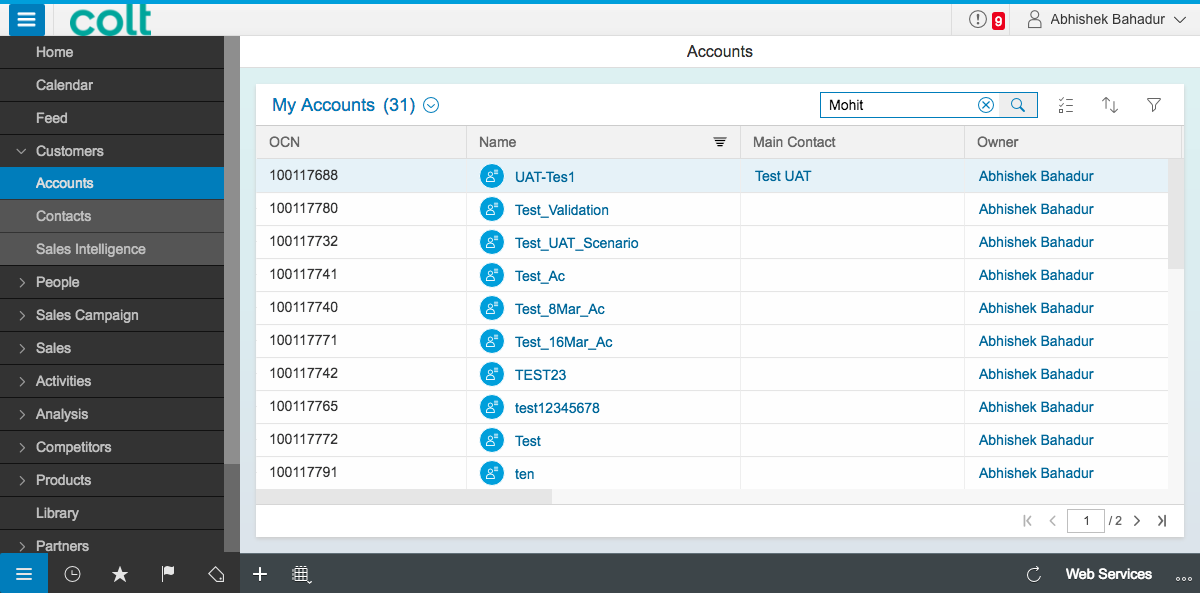 colt
9
Abhishek Bahadur
Home
Calendar
Feed
Customers
Accounts
Contacts
Sales Intelligence
People
Sales Campaign
Sales
Activities
Analysis
Competitors
Products
Library
Partners
Accounts
My Accounts (31)
Mohit
OCN Name Main Contact Owner
100117688 UAT-Tes1 Test UAT Abhishek Bahadur
100117780 Test_Validation Abhishek Bahadur
100117732 Test_UAT_Scenario Abhishek Bahadur
100117741 Test_Ac Abhishek Bahadur
100117740 Test_8Mar_Ac Abhishek Bahadur
100117771 Test_16Mar_Ac Abhishek Bahadur
100117742 TEST23 Abhishek Bahadur
100117765 test12345678 Abhishek Bahadur
100117772 Test Abhishek Bahadur
100117791 ten Abhishek Bahadur
1 / 2
Web Services